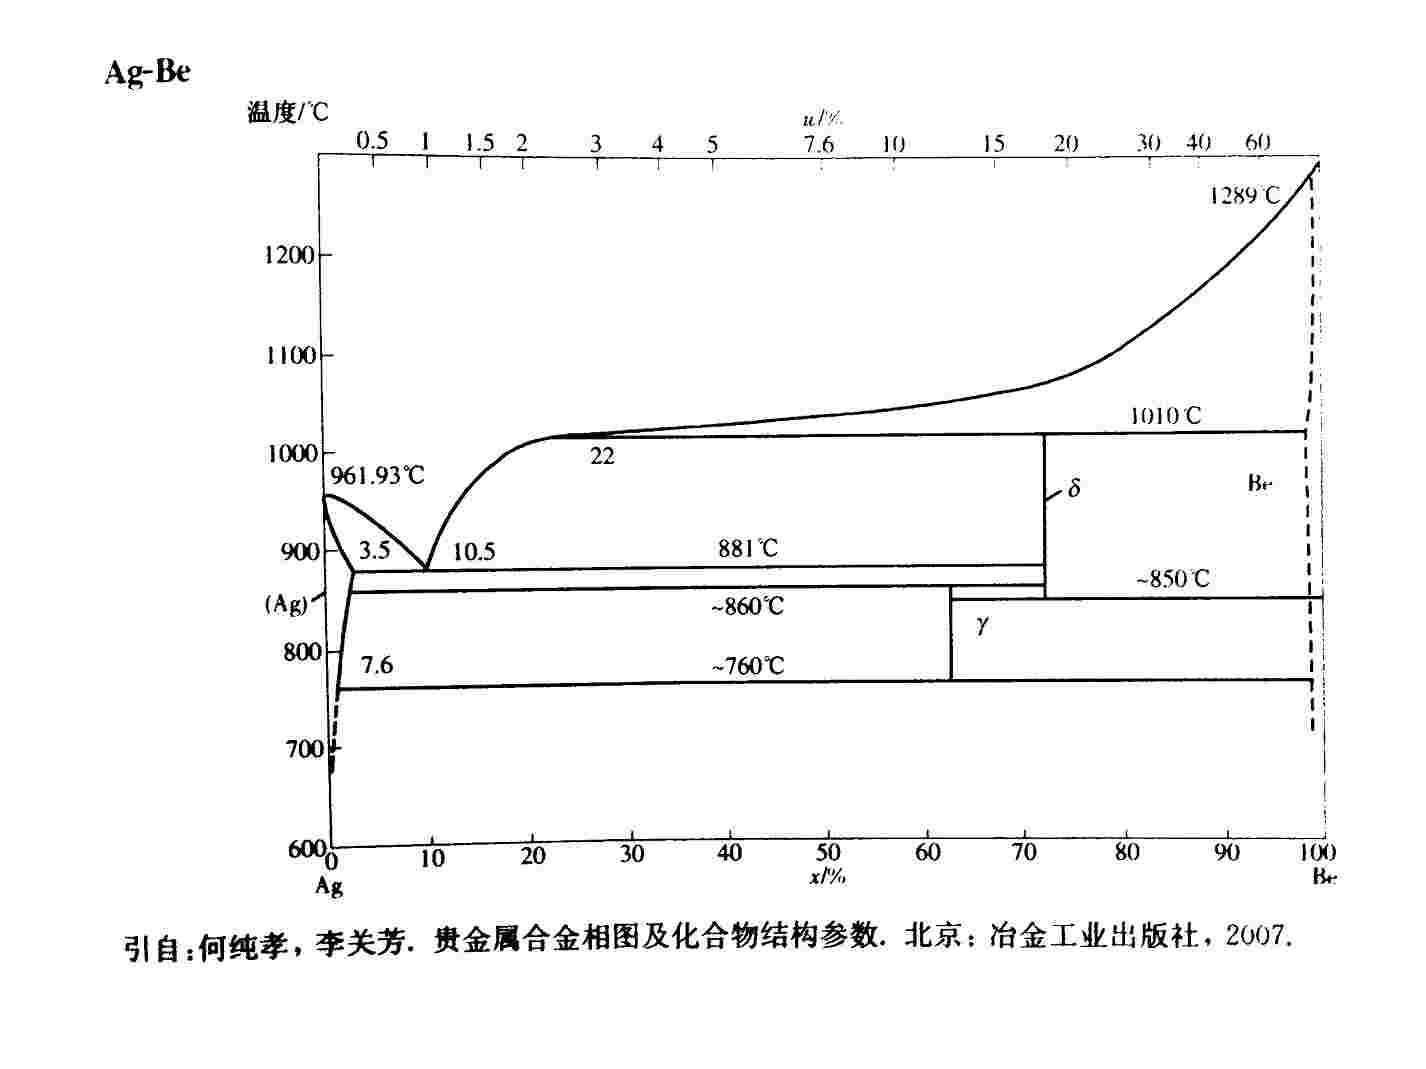 Ag-Be
温度/℃
u/%
0.5 1 1.5 2 3 4 5 7.6 10 15 20 30 40 60
1289℃
1200
1100
1010℃
1000
22
961.93℃
δ
Be
900
3.5
10.5
881℃
~850℃
(Ag)
~860℃
γ
800
7.6
~760℃
700
600
0 10 20 30 40 50 60 70 80 90 100
Ag
x/%
Be
引自:何纯孝, 李关芳. 贵金属合金相图及化合物结构参数. 北京: 冶金工业出版社, 2007.